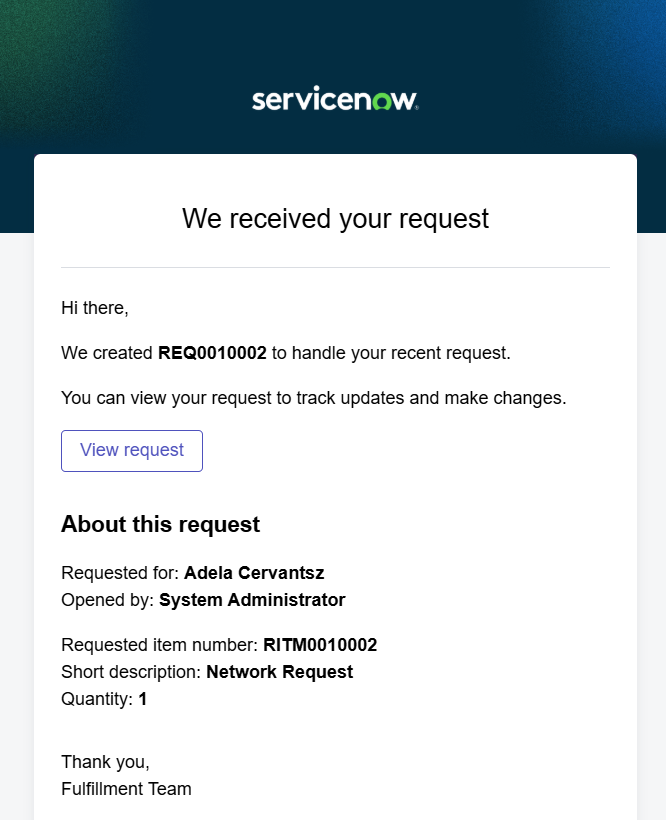 servicenow
We received your request
Hi there,
We created REQ0010002 to handle your recent request.
You can view your request to track updates and make changes.
View request
About this request
Requested for: Adela Cervantsz
Opened by: System Administrator
Requested item number: RITM0010002
Short description: Network Request
Quantity: 1
Thank you,
Fulfillment Team